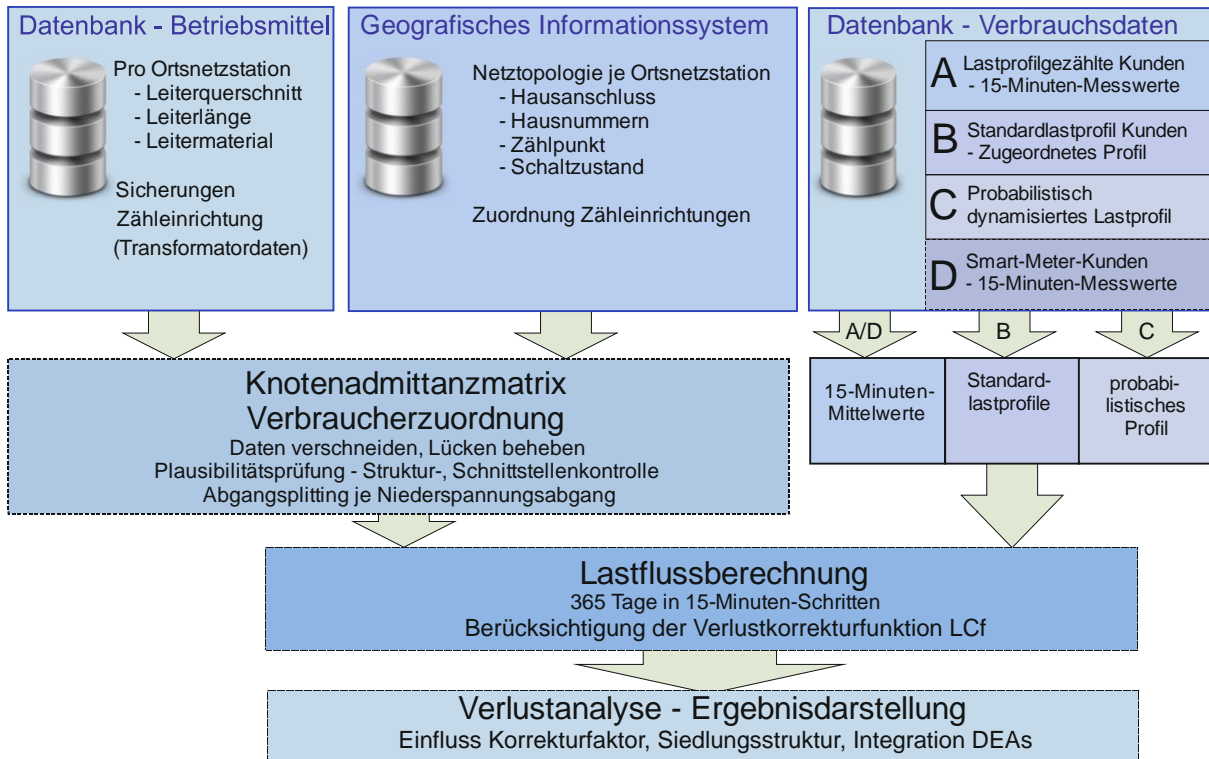 Datenbank - Betriebsmittel
Pro Ortsnetzstation
- Leiterquerschnitt
- Leiterlänge
- Leitermaterial
Sicherungen
Zähleinrichtung
(Transformatordaten)
Geografisches Informationssystem
Netztopologie je Ortsnetzstation
- Hausanschluss
- Hausnummern
- Zählpunkt
- Schaltzustand
Zuordnung Zähleinrichtungen
Datenbank - Verbrauchsdaten
A Lastprofilgezählte Kunden
- 15-Minuten-Messwerte
B Standardlastprofil Kunden
- Zugeordnetes Profil
C Probabilistisch
dynamisiertes Lastprofil
D Smart-Meter-Kunden
- 15-Minuten-Messwerte
A/D
B
C
15-Minuten-
Mittelwerte
Standard-
lastprofile
probabi-
listisches
Profil
Knotenadmittanzmatrix
Verbraucherzuordnung
Daten verschneiden, Lücken beheben
Plausibilitätsprüfung - Struktur-, Schnittstellenkontrolle
Abgangsplitting je Niederspannungsabgang
Lastflussberechnung
365 Tage in 15-Minuten-Schritten
Berücksichtigung der Verlustkorrekturfunktion LCf
Verlustanalyse - Ergebnisdarstellung
Einfluss Korrekturfaktor, Siedlungsstruktur, Integration DEAs